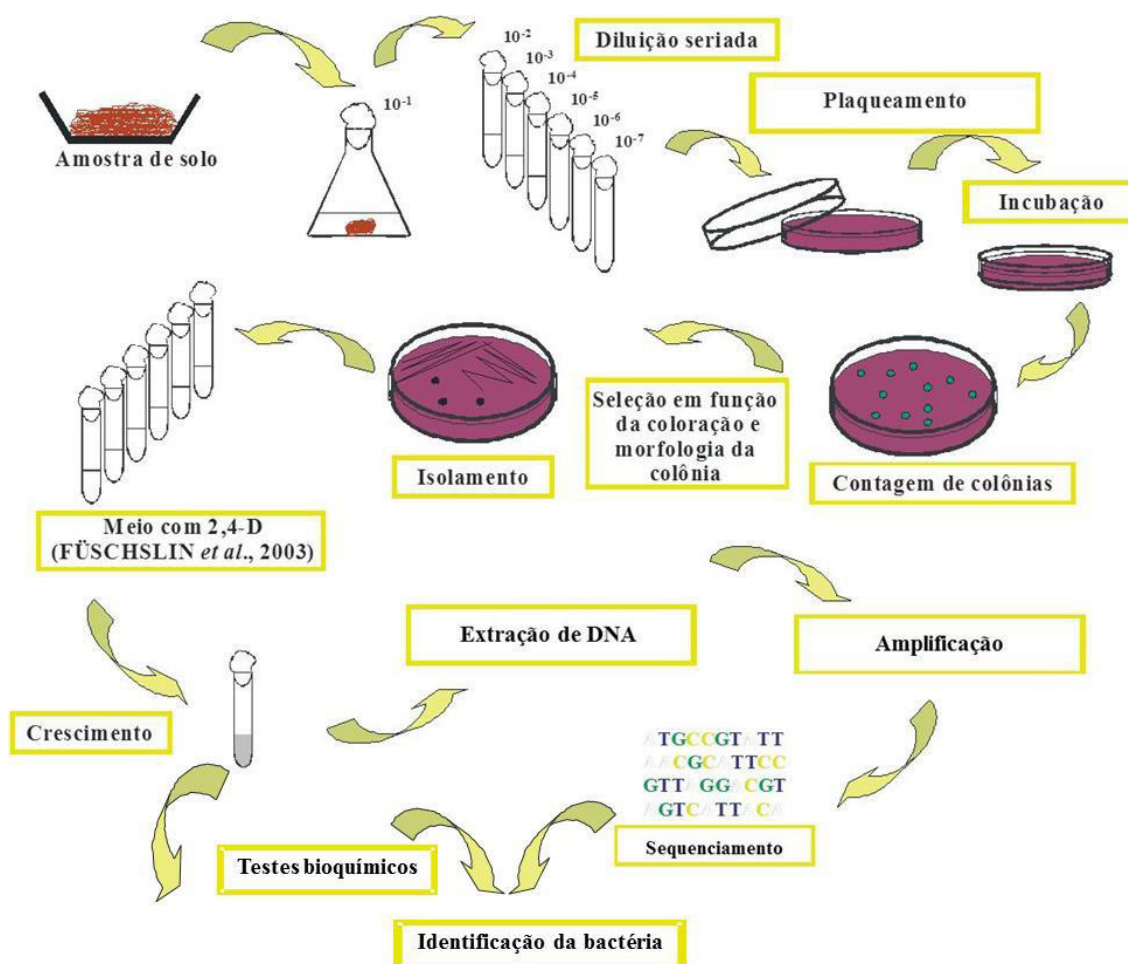 Amostra de solo
10-1
10-2
10-3
10-4
10-5
10-6
10-7
Diluição seriada
Plaqueamento
Incubação
Contagem de colônias
Seleção em função
da coloração e
morfologia da
colônia
Isolamento
Meio com 2,4-D
(FÜSCHSLIN et al., 2003)
Crescimento
Extração de DNA
Amplificação
ATGCCGTATT
AACGCATTCC
GTTAGGACGT
AGTCATTACA
Sequenciamento
Testes bioquímicos
Identificação da bactéria